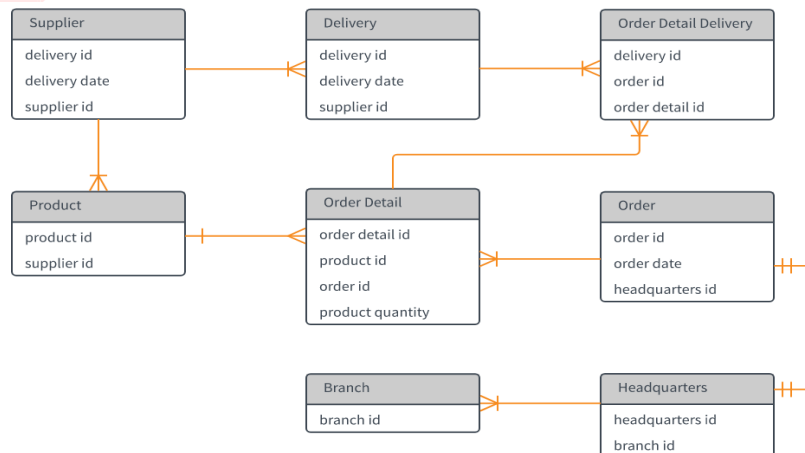 Supplier
delivery id
delivery date
supplier id
Delivery
delivery id
delivery date
supplier id
Order Detail Delivery
delivery id
order id
order detail id
Product
product id
supplier id
Order Detail
order detail id
product id
order id
product quantity
Order
order id
order date
headquarters id
Branch
branch id
Headquarters
headquarters id
branch id